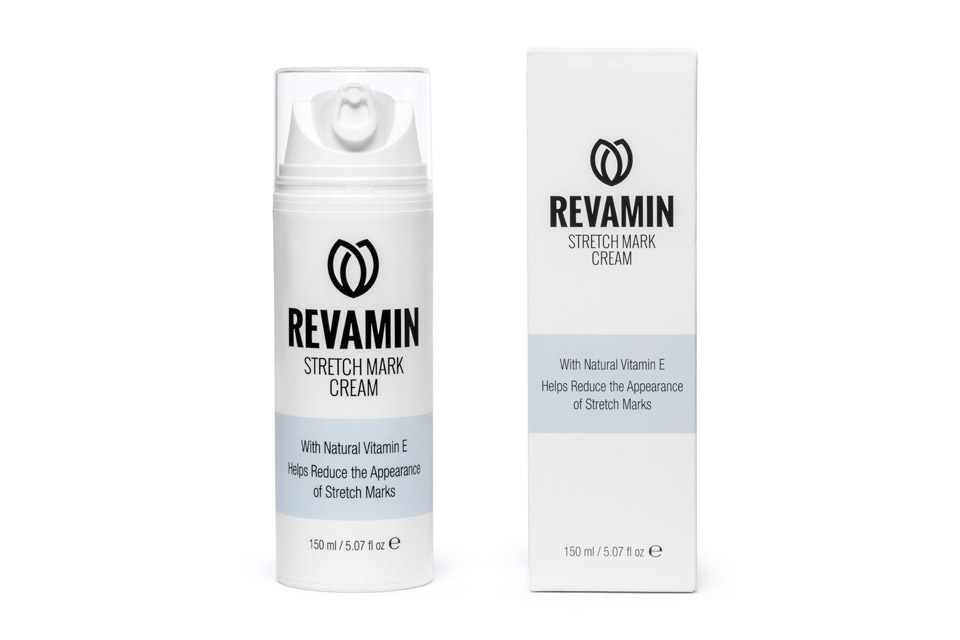 REVAMIN
STRETCH MARK
CREAM
With Natural Vitamin E
Helps Reduce the Appearance
of Stretch Marks
150 ml / 5.07 fl oz ℮
REVAMIN
STRETCH MARK
CREAM
With Natural Vitamin E
Helps Reduce the Appearance
of Stretch Marks
150 ml / 5.07 fl oz ℮